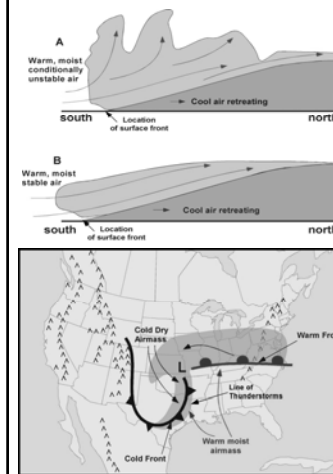 A
Warm, moist
conditionally
unstable air
Cool air retreating
south
north
Location
of surface front
B
Warm, moist
stable air
Cool air retreating
south
north
Location
of surface front
Cold Dry
Airmass
Warm Fro
L
Line of
Thunderstorms
Warm moist
airmass
Cold Front